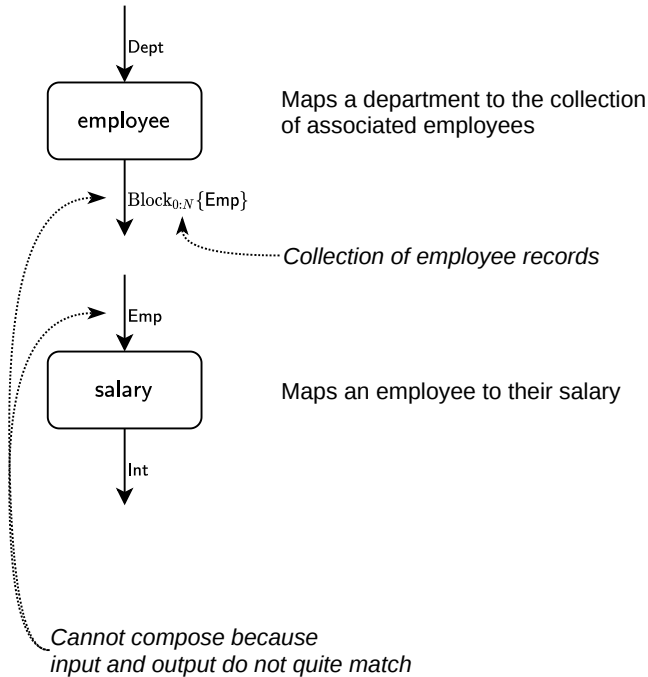 Dept
employee
Maps a department to the collection
of associated employees
Block₀:N{Emp}
Collection of employee records
Emp
salary
Maps an employee to their salary
Int
Cannot compose because
input and output do not quite match